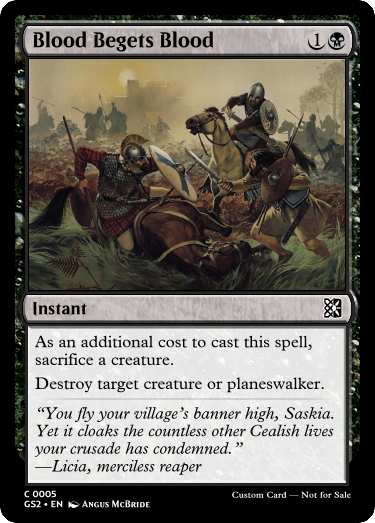 Blood Begets Blood 1
Instant
As an additional cost to cast this spell,
sacrifice a creature.
Destroy target creature or planeswalker.
“You fly your village’s banner high, Saskia.
Yet it cloaks the countless other Cealish lives
your crusade has condemned.”
—Licia, merciless reaper
C 0005
GS2 • EN Angus McBride
Custom Card — Not for Sale